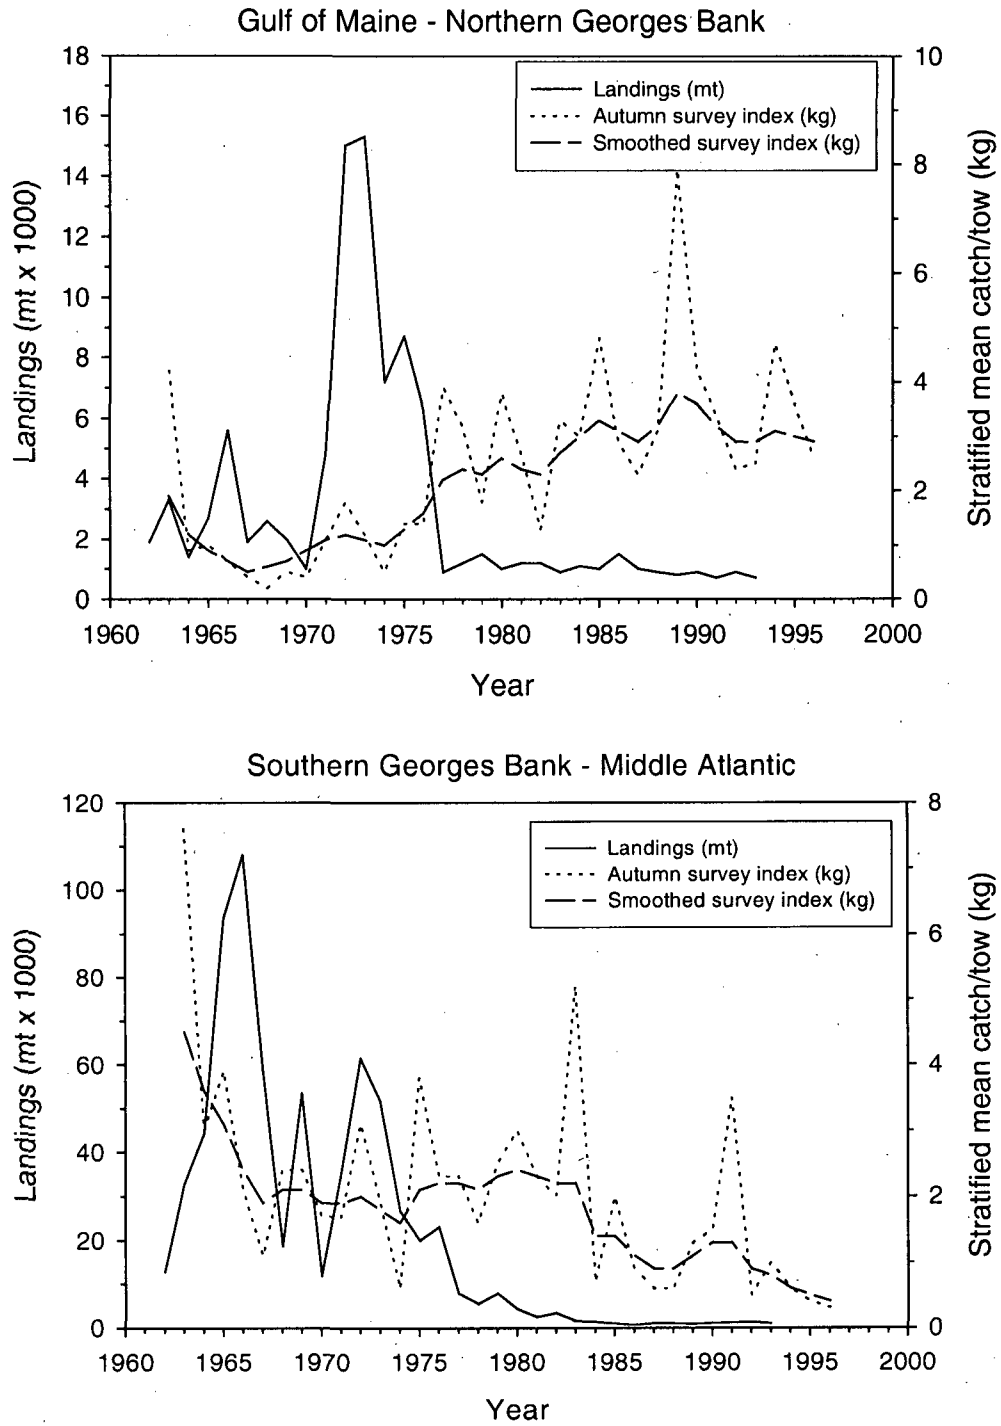 Gulf of Maine - Northern Georges Bank
18
16
14
12
10
8
6
4
2
0
Landings (mt x 1000)
10
8
6
4
2
0
Stratified mean catch/tow (kg)
Landings (mt)
Autumn survey index (kg)
Smoothed survey index (kg)
1960 1965 1970 1975 1980 1985 1990 1995 2000
Year
Southern Georges Bank - Middle Atlantic
120
100
80
60
40
20
0
Landings (mt x 1000)
8
6
4
2
0
Stratified mean catch/tow (kg)
Landings (mt)
Autumn survey index (kg)
Smoothed survey index (kg)
1960 1965 1970 1975 1980 1985 1990 1995 2000
Year